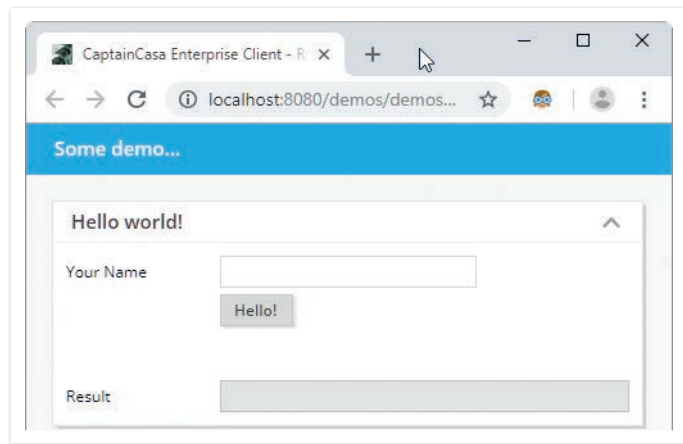 CaptainCasa Enterprise Client - R
localhost:8080/demos/demos...
Some demo...
Hello world!
Your Name
Hello!
Result